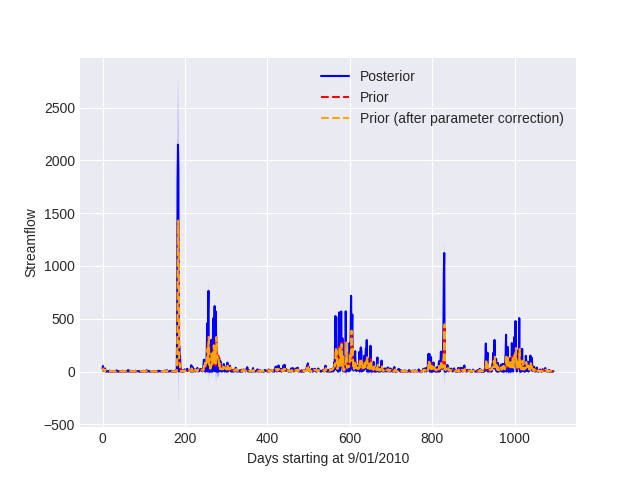 Posterior
Prior
Prior (after parameter correction)
2500
2000
1500
1000
500
0
−500
Streamflow
0 200 400 600 800 1000
Days starting at 9/01/2010